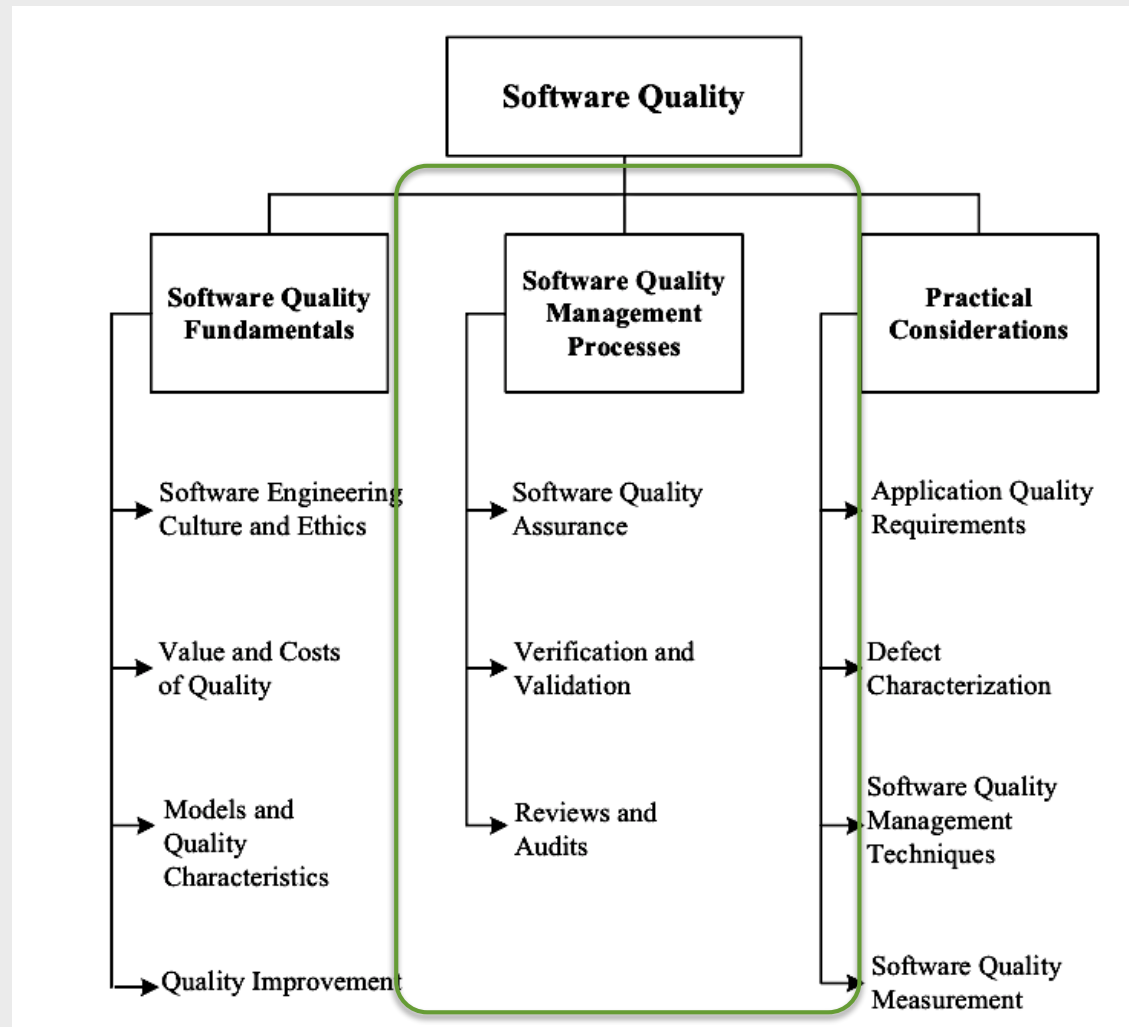 Software Quality
Software Quality
Fundamentals
Software Engineering
Culture and Ethics
Value and Costs
of Quality
Models and
Quality
Characteristics
Quality Improvement
Software Quality
Management
Processes
Software Quality
Assurance
Verification and
Validation
Reviews and
Audits
Practical
Considerations
Application Quality
Requirements
Defect
Characterization
Software Quality
Management
Techniques
Software Quality
Measurement